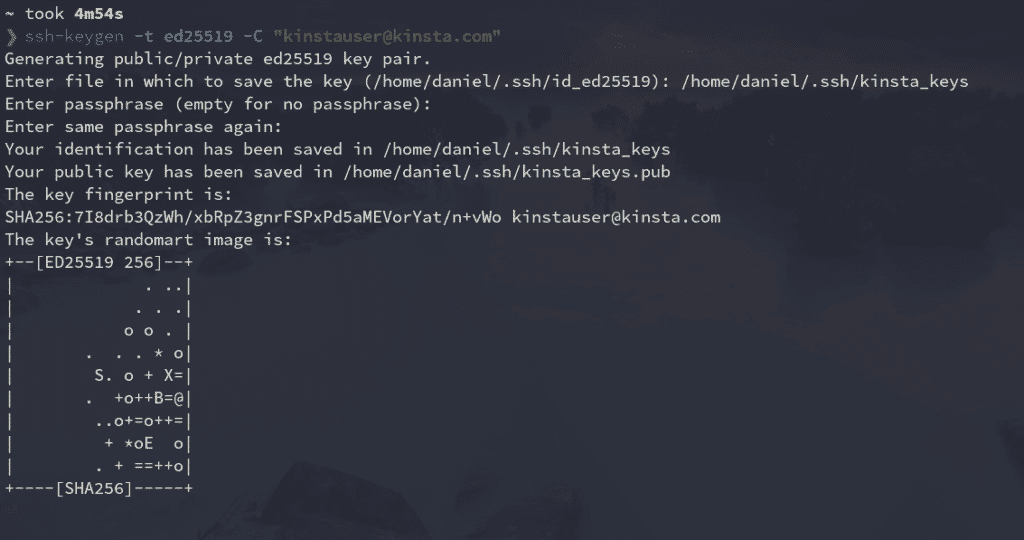 ~ took 4m54s
❯ ssh-keygen -t ed25519 -C "kinstauser@kinsta.com"
Generating public/private ed25519 key pair.
Enter file in which to save the key (/home/daniel/.ssh/id_ed25519): /home/daniel/.ssh/kinsta_keys
Enter passphrase (empty for no passphrase):
Enter same passphrase again:
Your identification has been saved in /home/daniel/.ssh/kinsta_keys
Your public key has been saved in /home/daniel/.ssh/kinsta_keys.pub
The key fingerprint is:
SHA256:7I8drb3QzWh/xbRpZ3gnrFSPxPd5aMEVorYat/n+vWo kinstauser@kinsta.com
The key's randomart image is:
+--[ED25519 256]--+
|             . ..|
|            . . .|
|           o o . |
|       .  . . * o|
|        S. o + X=|
|       .  +o++B=@|
|        ..o+=o++=|
|         + *oE  o|
|        . + ==++o|
+----[SHA256]-----+